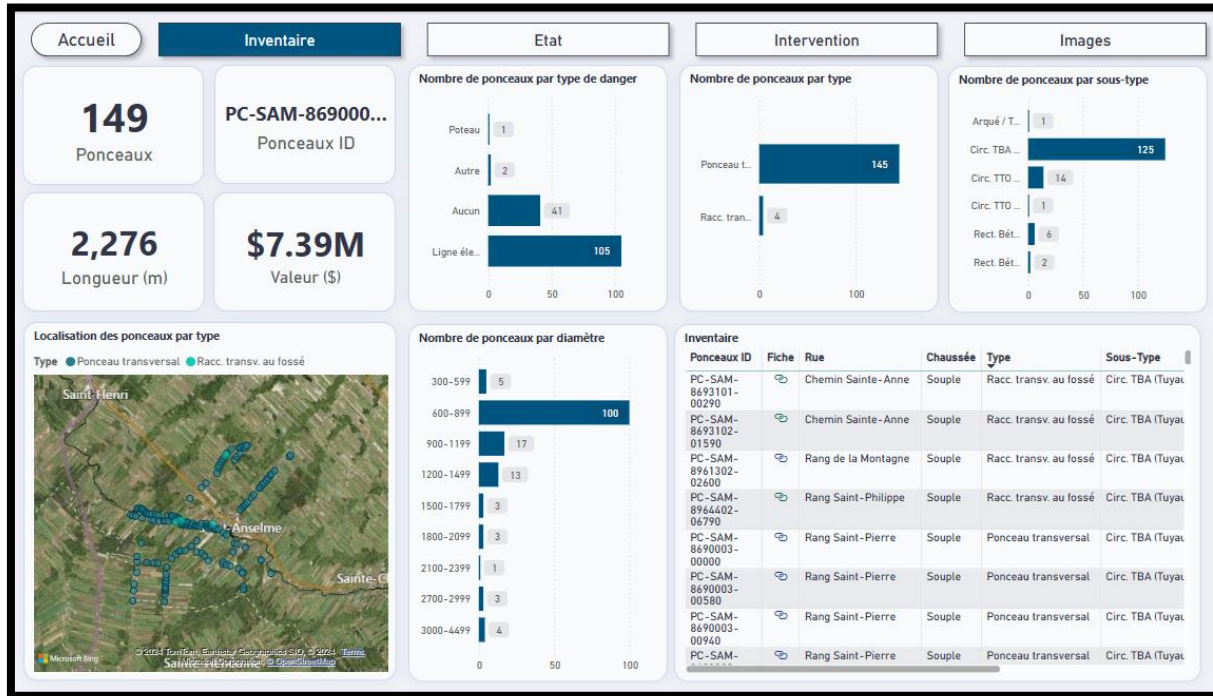 Accueil
Inventaire
Etat
Intervention
Images
149
Ponceaux
PC-SAM-869000...
Ponceaux ID
2,276
Longueur (m)
$7.39M
Valeur ($)
Nombre de ponceaux par type de danger
Poteau 1
Autre 2
Aucun 41
Ligne éle... 105
0 50 100
Nombre de ponceaux par type
Ponceau t... 145
Racc. tran... 4
0 100
Nombre de ponceaux par sous-type
Arqué / T... 1
Circ. TBA ... 125
Circ. TTO ... 14
Circ. TTO ... 1
Rect. Bét... 6
Rect. Bét... 2
0 50 100
Localisation des ponceaux par type
Type Ponceau transversal Racc. transv. au fossé
Saint-Henri
Anselme
Sainte-C
Microsoft Bing
© 2024 TomTom, Earthstar Geographics SIO, © 2024
Microsoft Corporation, © OpenStreetMap Terms
Nombre de ponceaux par diamètre
300-599 5
600-899 100
900-1199 17
1200-1499 13
1500-1799 3
1800-2099 3
2100-2399 1
2700-2999 3
3000-4499 4
0 50 100
Inventaire
Ponceaux ID Fiche Rue Chaussée Type Sous-Type
PC-SAM- Chemin Sainte-Anne Souple Racc. transv. au fossé Circ. TBA (Tuyau
8693101-
00290
PC-SAM- Chemin Sainte-Anne Souple Racc. transv. au fossé Circ. TBA (Tuyau
8693102-
01590
PC-SAM- Rang de la Montagne Souple Racc. transv. au fossé Circ. TBA (Tuyau
8961302-
02600
PC-SAM- Rang Saint-Philippe Souple Racc. transv. au fossé Circ. TBA (Tuyau
8964402-
06790
PC-SAM- Rang Saint-Pierre Souple Ponceau transversal Circ. TBA (Tuyau
8690003-
00000
PC-SAM- Rang Saint-Pierre Souple Ponceau transversal Circ. TBA (Tuyau
8690003-
00580
PC-SAM- Rang Saint-Pierre Souple Ponceau transversal Circ. TBA (Tuyau
8690003-
00940
PC-SAM- Rang Saint-Pierre Souple Ponceau transversal Circ. TBA (Tuyau